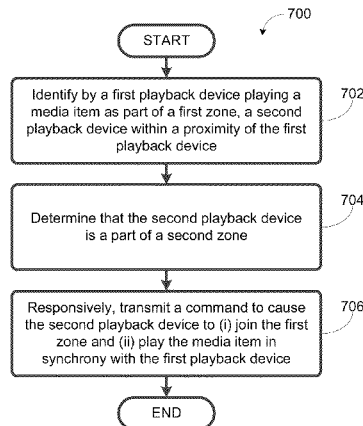 700
START
Identify by a first playback device playing a
media item as part of a first zone, a second
playback device within a proximity of the first
playback device
702
Determine that the second playback device
is a part of a second zone
704
Responsively, transmit a command to cause
the second playback device to (i) join the first
zone and (ii) play the media item in
synchrony with the first playback device
706
END